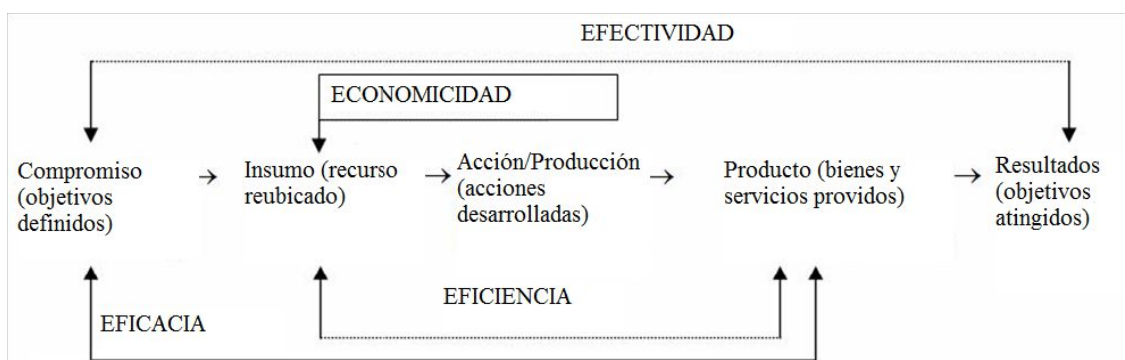 EFECTIVIDAD
ECONOMICIDAD
Compromiso
(objetivos
definidos)
Insumo (recurso
reubicado)
Acción/Producción
(acciones
desarrolladas)
Producto (bienes y
servicios providos)
Resultados
(objetivos
atingidos)
EFICIENCIA
EFICACIA